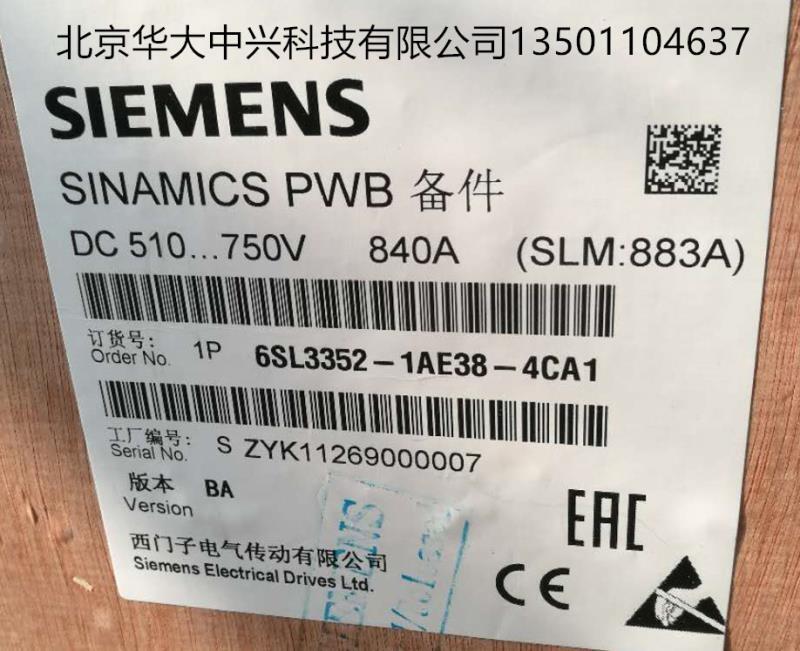 北京华大中兴科技有限公司13501104637
SIEMENS
SINAMICS PWB 备件
DC 510...750V 840A (SLM:883A)
订货号:
Order No. 1P 6SL3352-1AE38-4CA1
工厂编号:
Serial No. S ZYK11269000007
版本 BA
Version
EAC
西门子电气传动有限公司
Siemens Electrical Drives Ltd.
CE